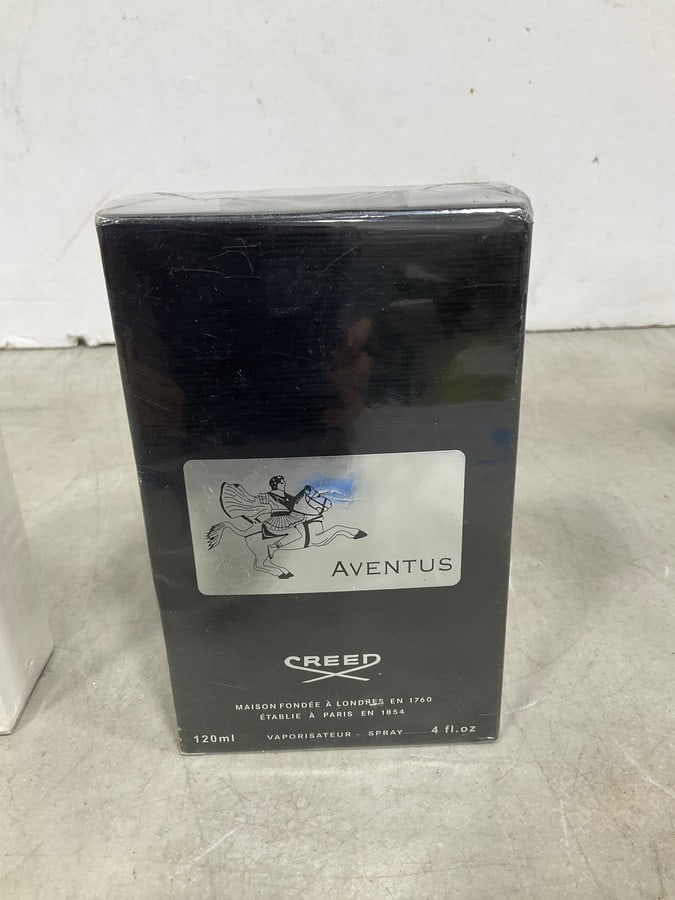 AVENTUS
CREED
MAISON FONDÉE À LONDRES EN 1760
ÉTABLIE À PARIS EN 1854
120ml VAPORISATEUR - SPRAY 4 fl.oz